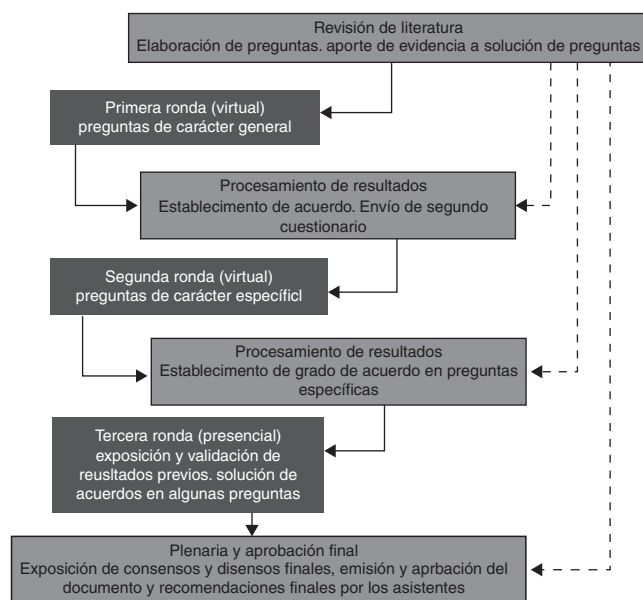 Revisión de literatura
Elaboración de preguntas. aporte de evidencia a solución de preguntas
Primera ronda (virtual)
preguntas de carácter general
Procesamiento de resultados
Establecimento de acuerdo. Envío de segundo
cuestionario
Segunda ronda (virtual)
preguntas de carácter específicl
Procesamiento de resultados
Establecimento de grado de acuerdo en preguntas
específicas
Tercera ronda (presencial)
exposición y validación de
reusltados previos. solución de
acuerdos en algunas preguntas
Plenaria y aprobación final
Exposición de consensos y disensos finales, emisión y aprbación del
documento y recomendaciones finales por los asistentes